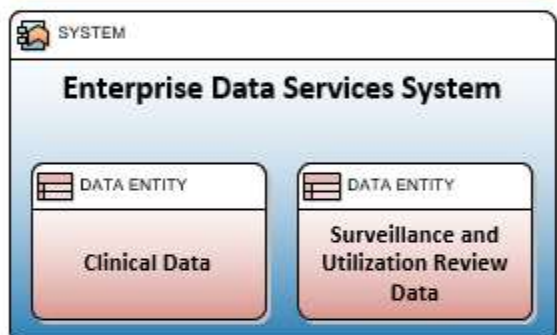 SYSTEM
Enterprise Data Services System
DATA ENTITY
Clinical Data
DATA ENTITY
Surveillance and
Utilization Review
Data